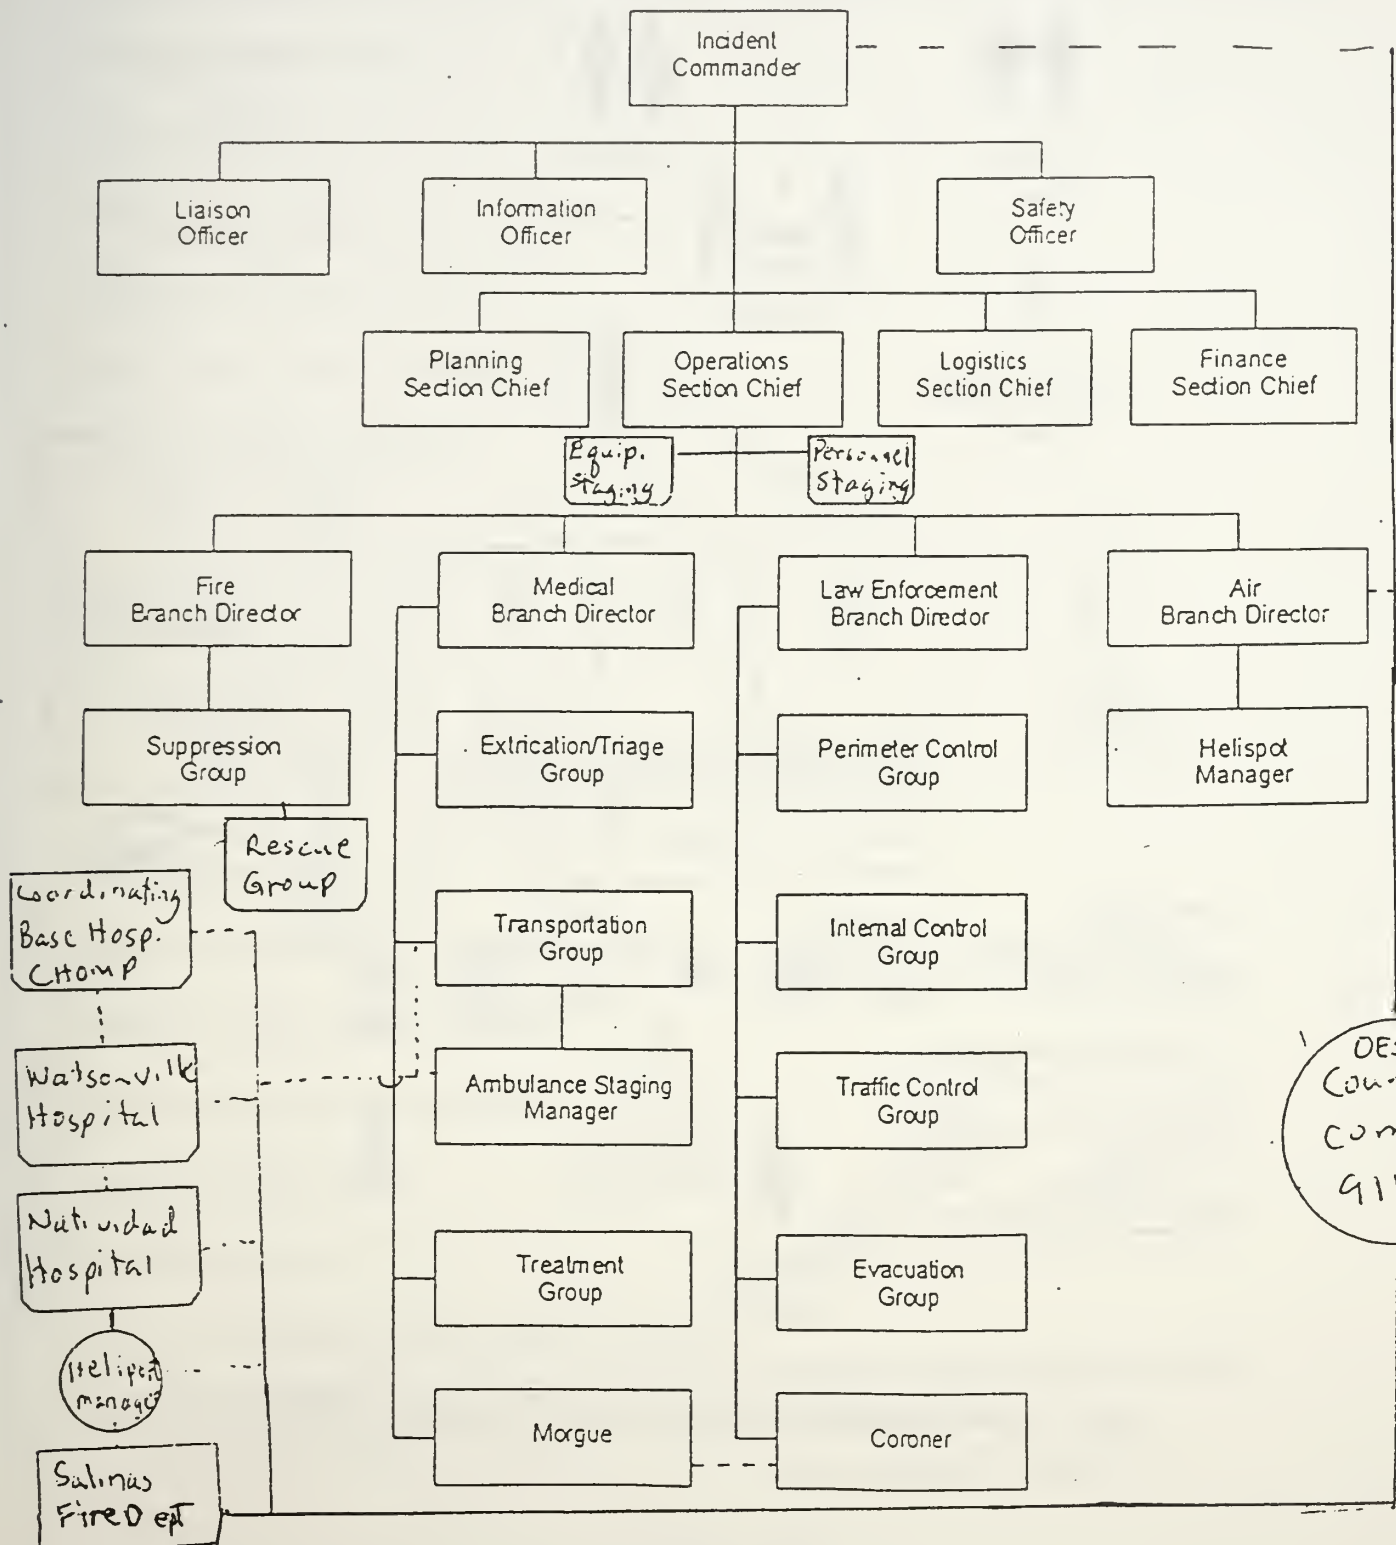 Incident
Commander
Liaison
Officer
Information
Officer
Safety
Officer
Planning
Section Chief
Operations
Section Chief
Logistics
Section Chief
Finance
Section Chief
Equip.
Staging
Personnel
Staging
Fire
Branch Director
Medical
Branch Director
Law Enforcement
Branch Director
Air
Branch Director
Suppression
Group
Extrication/Triage
Group
Perimeter Control
Group
Helispot
Manager
Rescue
Group
Coordinating
Base Hosp.
CHOMP
Transportation
Group
Internal Control
Group
Watsonville
Hospital
Ambulance Staging
Manager
Traffic Control
Group
Natividad
Hospital
Treatment
Group
Evacuation
Group
Heliport
Morgue
Coroner
Salinas
Fire Dept